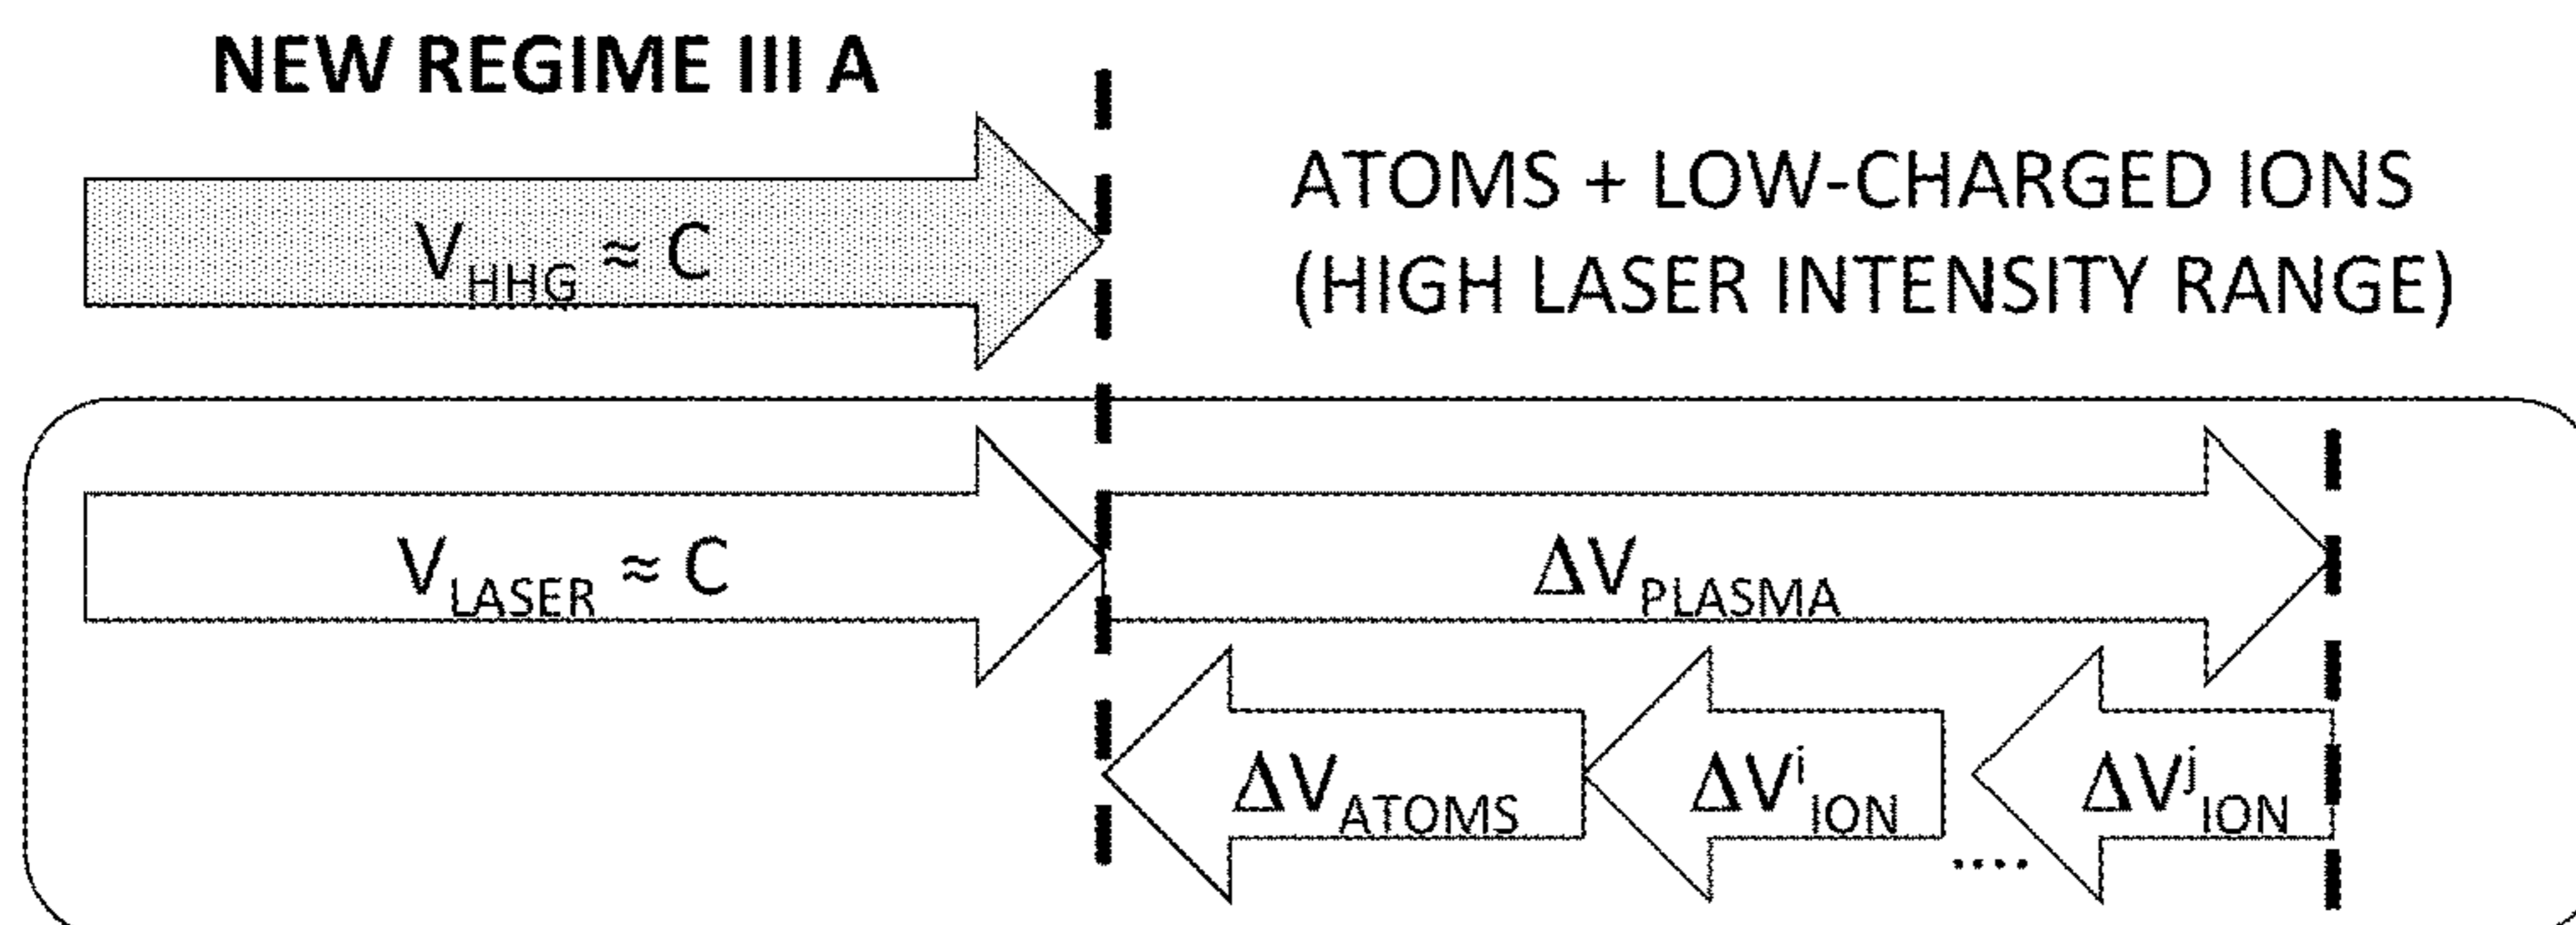 NEW REGIME III A
V_HHG ≈ C
ATOMS + LOW-CHARGED IONS
(HIGH LASER INTENSITY RANGE)
V_LASER ≈ C
ΔV_PLASMA
ΔV_ATOMS
ΔV^i_ION
....
ΔV^j_ION